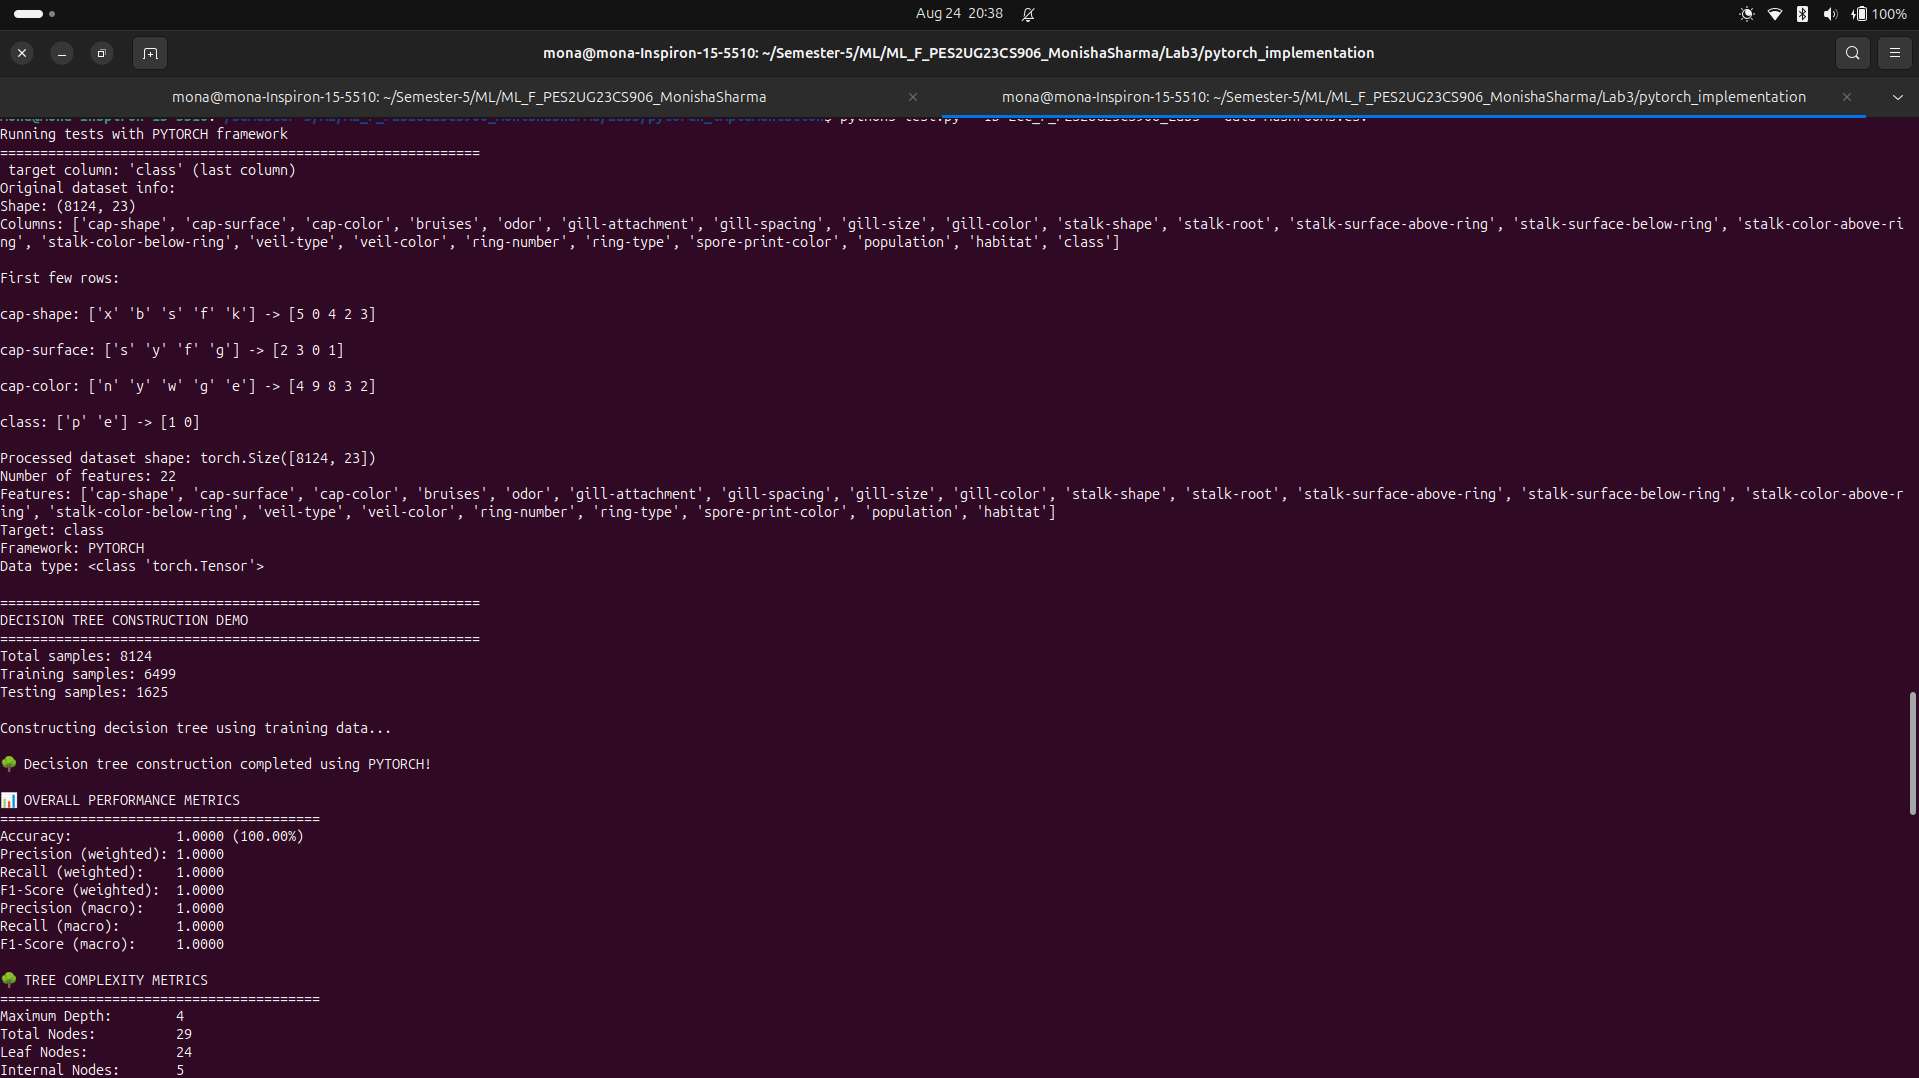 Aug 24 20:38
100%
mona@mona-Inspiron-15-5510: ~/Semester-5/ML/ML_F_PES2UG23CS906_MonishaSharma/Lab3/pytorch_implementation
mona@mona-Inspiron-15-5510: ~/Semester-5/ML/ML_F_PES2UG23CS906_MonishaSharma
mona@mona-Inspiron-15-5510: ~/Semester-5/ML/ML_F_PES2UG23CS906_MonishaSharma/Lab3/pytorch_implementation
Running tests with PYTORCH framework
============================================================
 target column: 'class' (last column)
Original dataset info:
Shape: (8124, 23)
Columns: ['cap-shape', 'cap-surface', 'cap-color', 'bruises', 'odor', 'gill-attachment', 'gill-spacing', 'gill-size', 'gill-color', 'stalk-shape', 'stalk-root', 'stalk-surface-above-ring', 'stalk-surface-below-ring', 'stalk-color-above-ri
ng', 'stalk-color-below-ring', 'veil-type', 'veil-color', 'ring-number', 'ring-type', 'spore-print-color', 'population', 'habitat', 'class']
First few rows:
cap-shape: ['x' 'b' 's' 'f' 'k'] -> [5 0 4 2 3]
cap-surface: ['s' 'y' 'f' 'g'] -> [2 3 0 1]
cap-color: ['n' 'y' 'w' 'g' 'e'] -> [4 9 8 3 2]
class: ['p' 'e'] -> [1 0]
Processed dataset shape: torch.Size([8124, 23])
Number of features: 22
Features: ['cap-shape', 'cap-surface', 'cap-color', 'bruises', 'odor', 'gill-attachment', 'gill-spacing', 'gill-size', 'gill-color', 'stalk-shape', 'stalk-root', 'stalk-surface-above-ring', 'stalk-surface-below-ring', 'stalk-color-above-r
ing', 'stalk-color-below-ring', 'veil-type', 'veil-color', 'ring-number', 'ring-type', 'spore-print-color', 'population', 'habitat']
Target: class
Framework: PYTORCH
Data type: <class 'torch.Tensor'>
============================================================
DECISION TREE CONSTRUCTION DEMO
============================================================
Total samples: 8124
Training samples: 6499
Testing samples: 1625
Constructing decision tree using training data...
🌳 Decision tree construction completed using PYTORCH!
📊 OVERALL PERFORMANCE METRICS
========================================
Accuracy:             1.0000 (100.00%)
Precision (weighted): 1.0000
Recall (weighted):    1.0000
F1-Score (weighted):  1.0000
Precision (macro):    1.0000
Recall (macro):       1.0000
F1-Score (macro):     1.0000
🌳 TREE COMPLEXITY METRICS
========================================
Maximum Depth:        4
Total Nodes:          29
Leaf Nodes:           24
Internal Nodes:       5